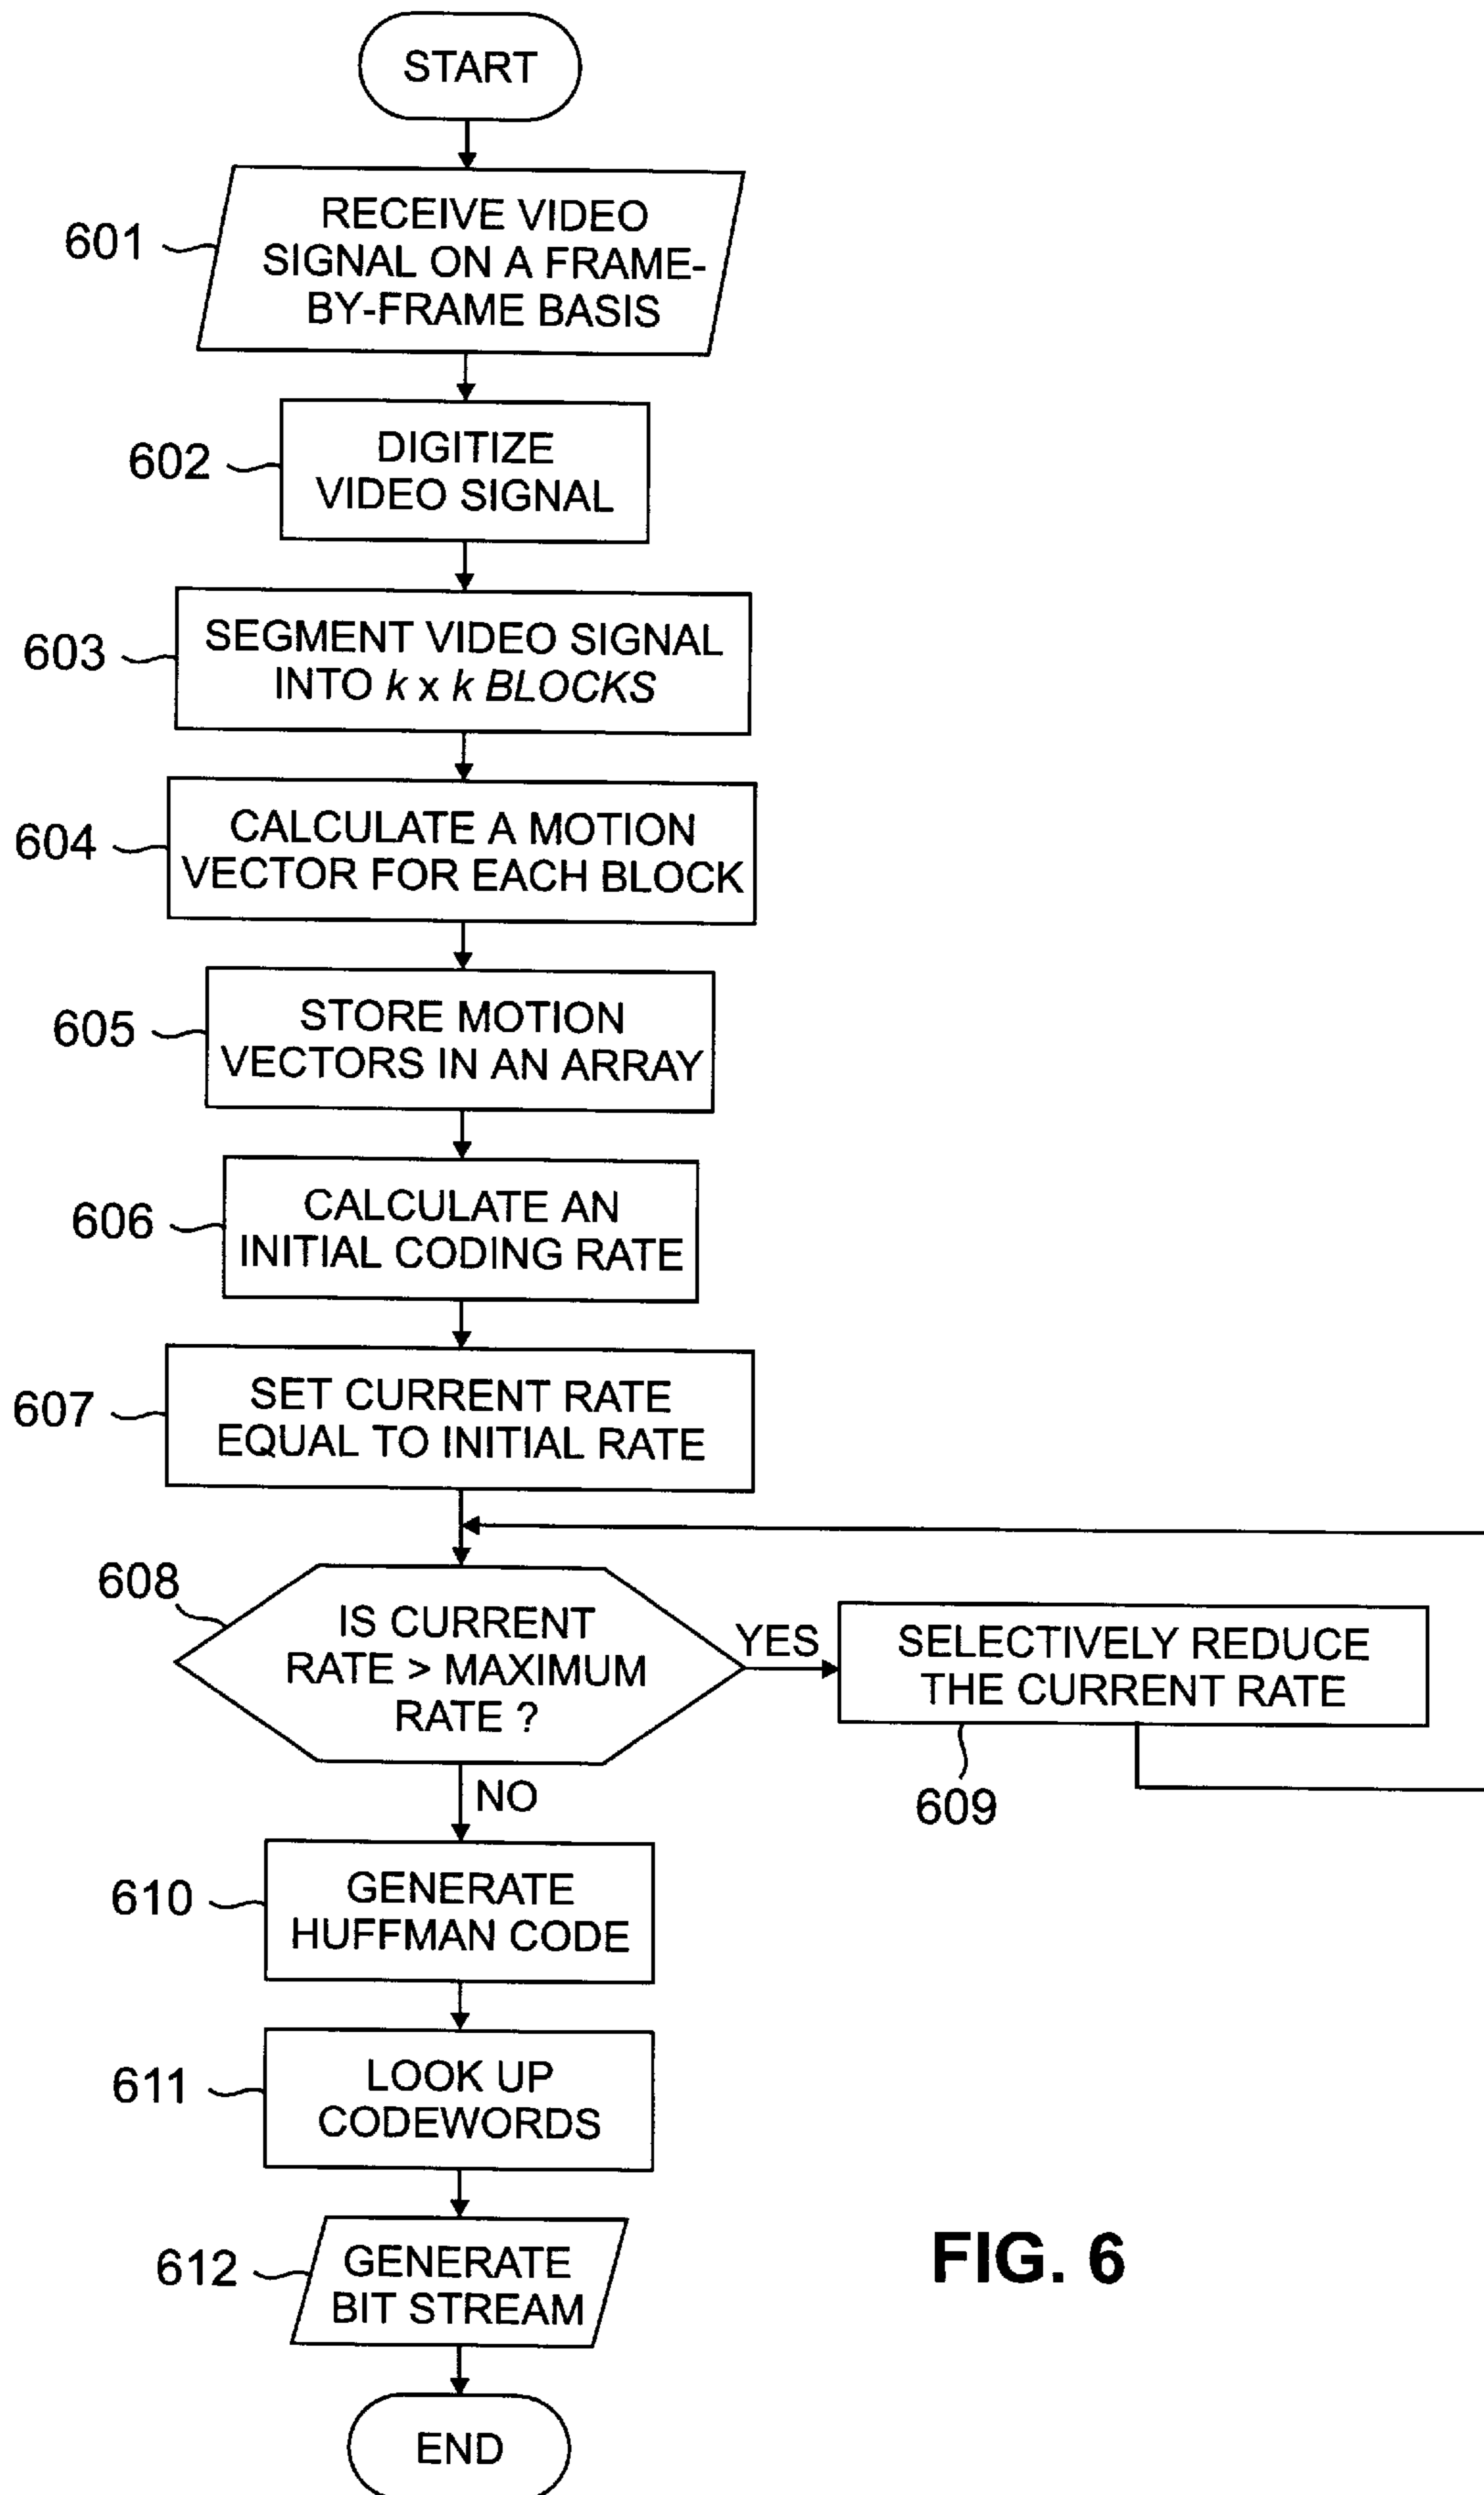 START
601
RECEIVE VIDEO
SIGNAL ON A FRAME-
BY-FRAME BASIS
602
DIGITIZE
VIDEO SIGNAL
603
SEGMENT VIDEO SIGNAL
INTO k x k BLOCKS
604
CALCULATE A MOTION
VECTOR FOR EACH BLOCK
605
STORE MOTION
VECTORS IN AN ARRAY
606
CALCULATE AN
INITIAL CODING RATE
607
SET CURRENT RATE
EQUAL TO INITIAL RATE
608
IS CURRENT
RATE > MAXIMUM
RATE ?
YES
SELECTIVELY REDUCE
THE CURRENT RATE
609
NO
610
GENERATE
HUFFMAN CODE
611
LOOK UP
CODEWORDS
612
GENERATE
BIT STREAM
FIG. 6
END